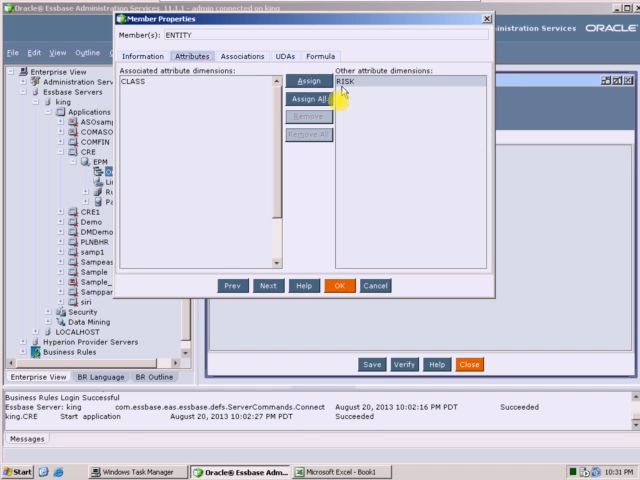 Oracle® Essbase Administration Services 11.1.1 - admin connected on king
Administration Services ORACLE
File Edit View Outline
Member Properties
Member(s): ENTITY
Information Attributes Associations UDAs Formula
Associated attribute dimensions:
CLASS
Assign
Assign All
Remove
Remove All
Other attribute dimensions:
RISK
Prev Next Help OK Cancel
Enterprise View
Administration Serv
Essbase Servers
king
Applications
ASOsamp
COMASO
COMFIN
CRE
EPM
O
Lin
Ru
Pa
CRE1
Demo
DMDemo
PLNBHR
samp1
Sampeas
Sample
Sample_
Samppar
siri
Security
Data Mining
LOCALHOST
Hyperion Provider Servers
Business Rules
Enterprise View BR Language BR Outline
Save Verify Help Close
Business Rules Login Successful
Essbase Server: king com.essbase.eas.essbase.defs.ServerCommands.Connect August 20, 2013 10:02:16 PM PDT Succeeded
king.CRE Start application August 20, 2013 10:02:27 PM PDT Succeeded
Messages
Start Windows Task Manager Oracle® Essbase Adm... Microsoft Excel - Book1 10:31 PM